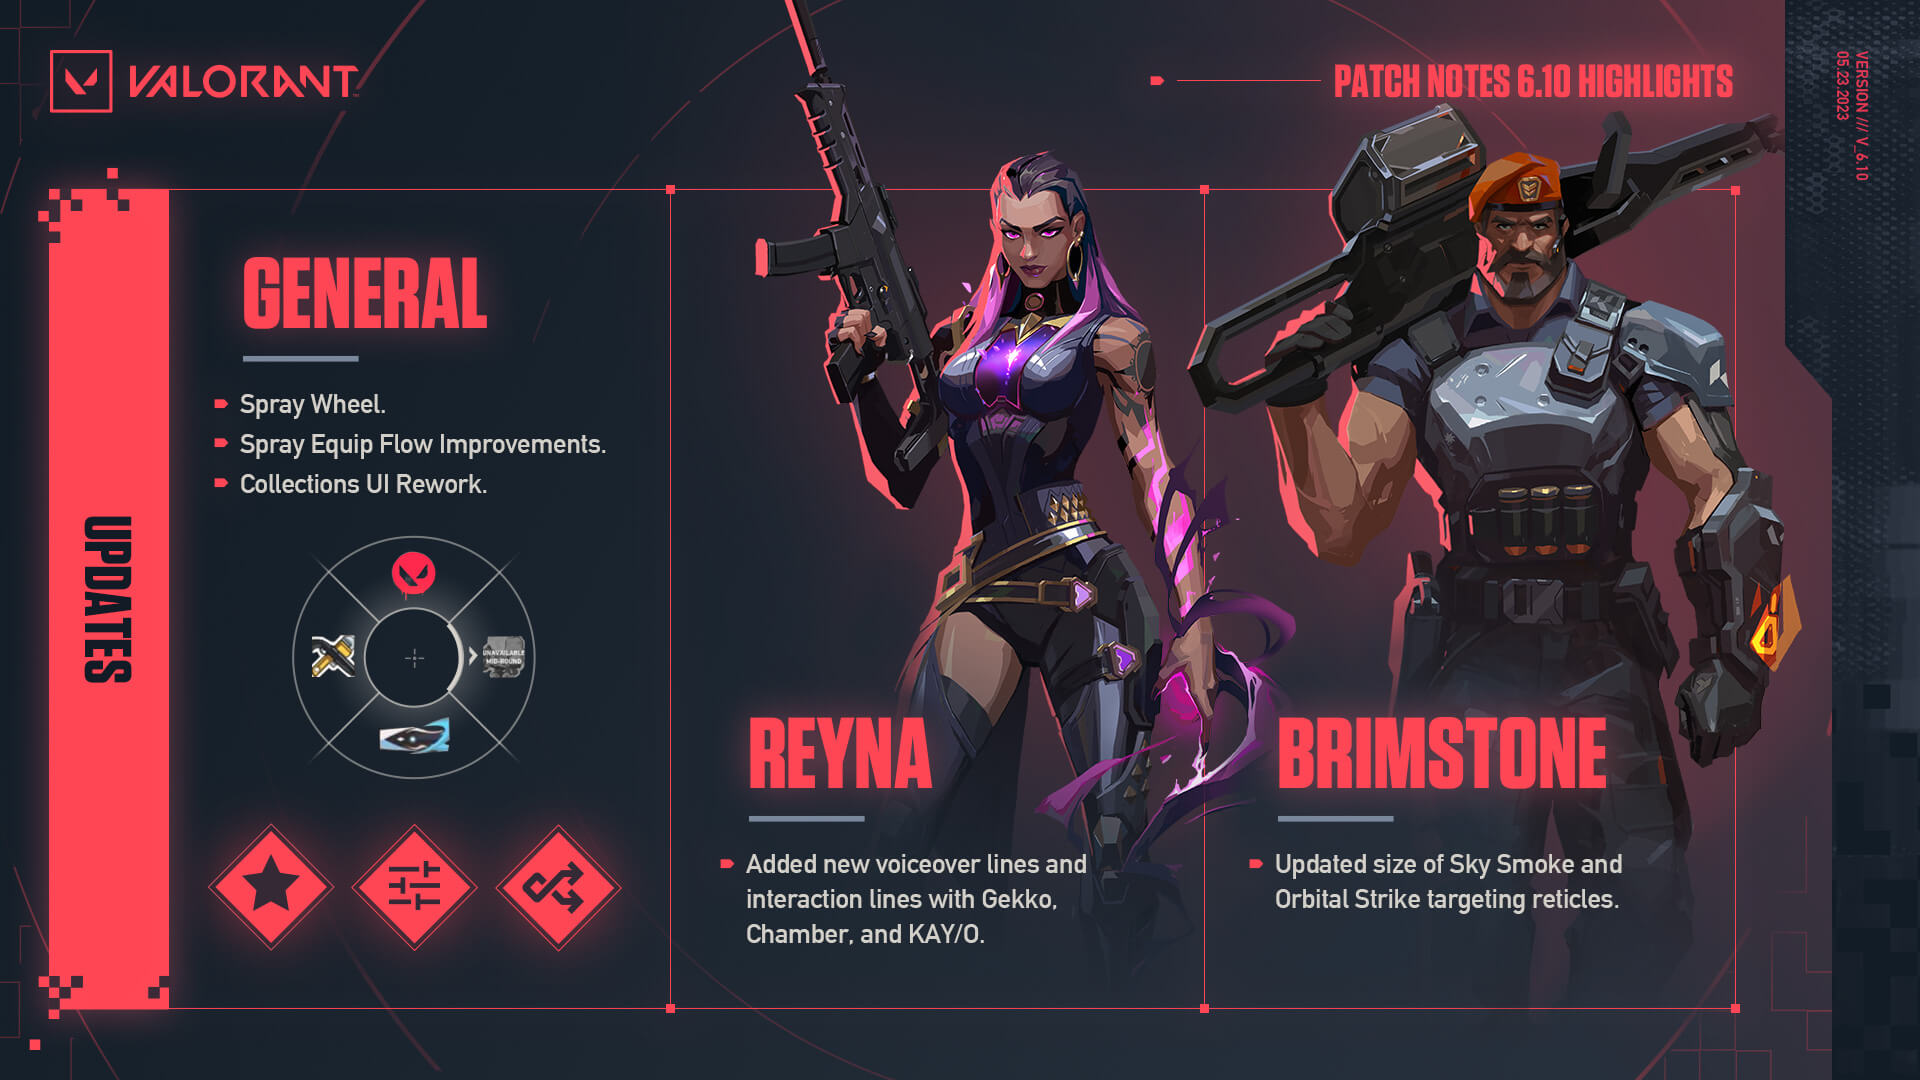 VALORANT
PATCH NOTES 6.10 HIGHLIGHTS
VERSION /// V_6.10
05.23.2023
UPDATES
GENERAL
Spray Wheel.
Spray Equip Flow Improvements.
Collections UI Rework.
UNAVAILABLE
MID-ROUND
REYNA
Added new voiceover lines and
interaction lines with Gekko,
Chamber, and KAY/O.
BRIMSTONE
Updated size of Sky Smoke and
Orbital Strike targeting reticles.